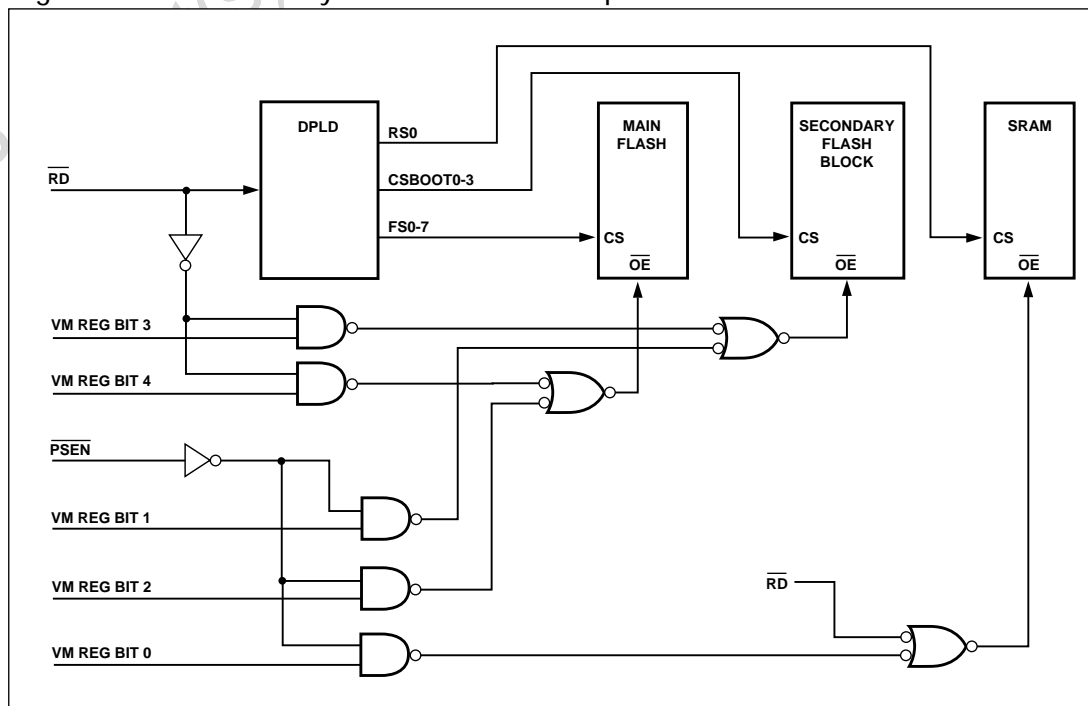 DPLD
MAIN
FLASH
SECONDARY
FLASH
BLOCK
SRAM
RS0
CSBOOT0-3
FS0-7
RD
CS
OE
CS
OE
CS
OE
VM REG BIT 3
VM REG BIT 4
PSEN
VM REG BIT 1
VM REG BIT 2
VM REG BIT 0
RD